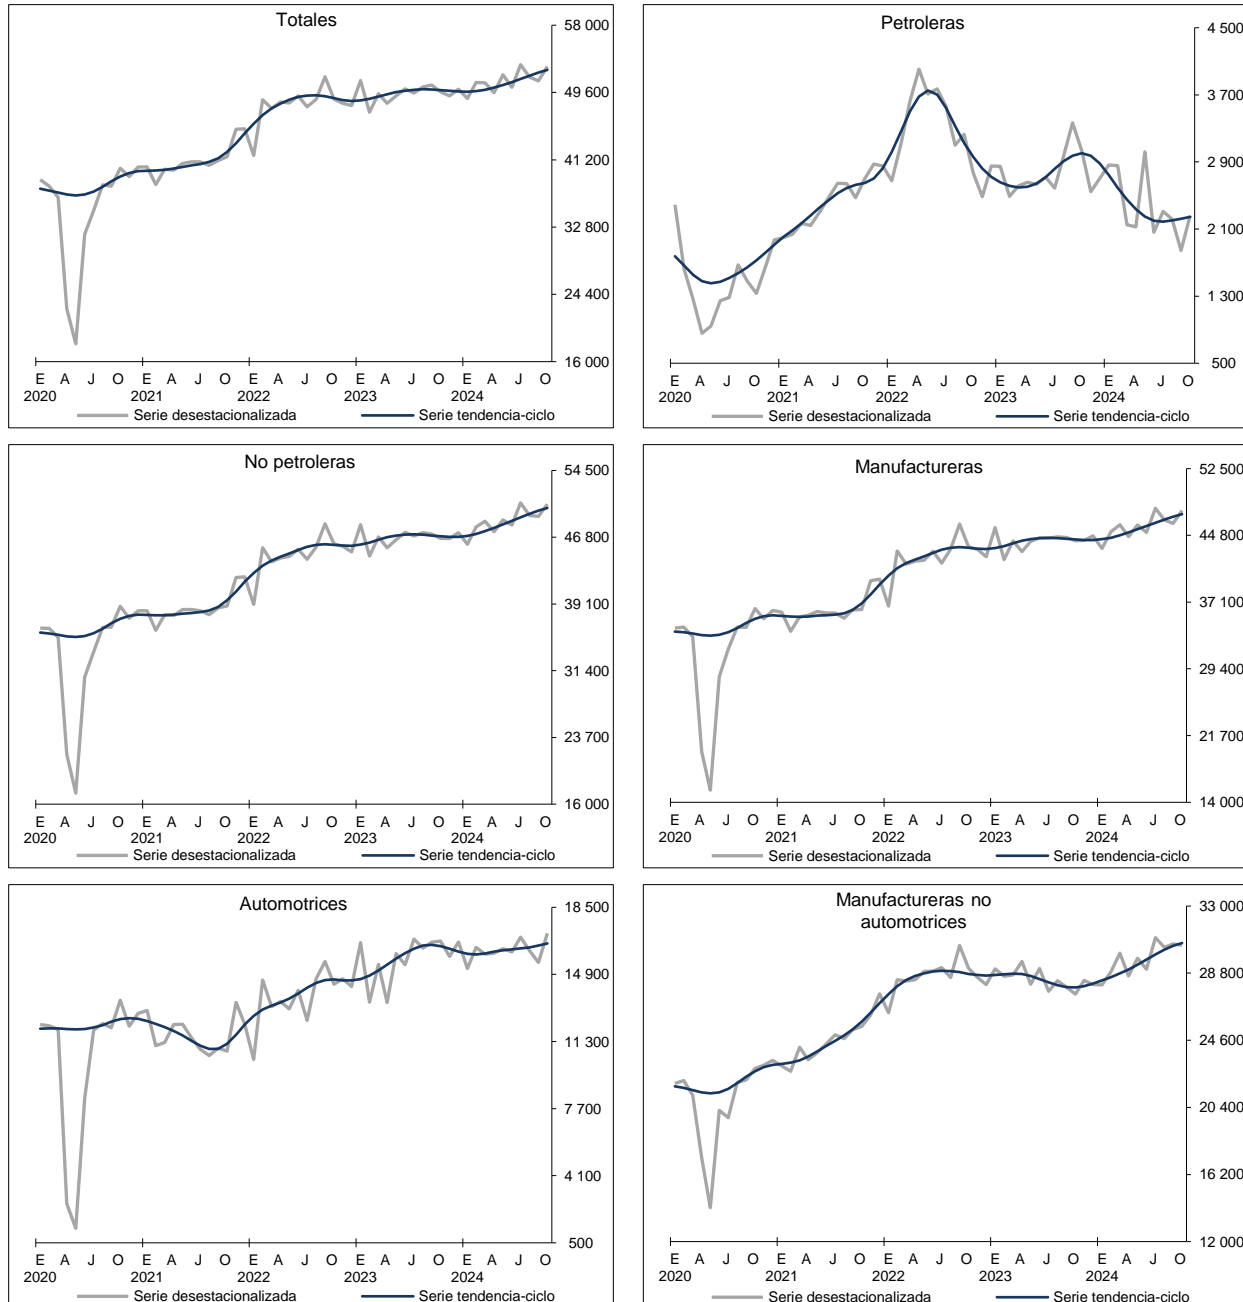 Totales
58 000
49 600
41 200
32 800
24 400
16 000
E A J O E A J O E A J O E A J O E A J O
2020 2021 2022 2023 2024
Serie desestacionalizada Serie tendencia-ciclo
Petroleras
4 500
3 700
2 900
2 100
1 300
500
E A J O E A J O E A J O E A J O E A J O
2020 2021 2022 2023 2024
Serie desestacionalizada Serie tendencia-ciclo
No petroleras
54 500
46 800
39 100
31 400
23 700
16 000
E A J O E A J O E A J O E A J O E A J O
2020 2021 2022 2023 2024
Serie desestacionalizada Serie tendencia-ciclo
Manufactureras
52 500
44 800
37 100
29 400
21 700
14 000
E A J O E A J O E A J O E A J O E A J O
2020 2021 2022 2023 2024
Serie desestacionalizada Serie tendencia-ciclo
Automotrices
18 500
14 900
11 300
7 700
4 100
500
E A J O E A J O E A J O E A J O E A J O
2020 2021 2022 2023 2024
Serie desestacionalizada Serie tendencia-ciclo
Manufactureras no
automotrices
33 000
28 800
24 600
20 400
16 200
12 000
E A J O E A J O E A J O E A J O E A J O
2020 2021 2022 2023 2024
Serie desestacionalizada Serie tendencia-ciclo